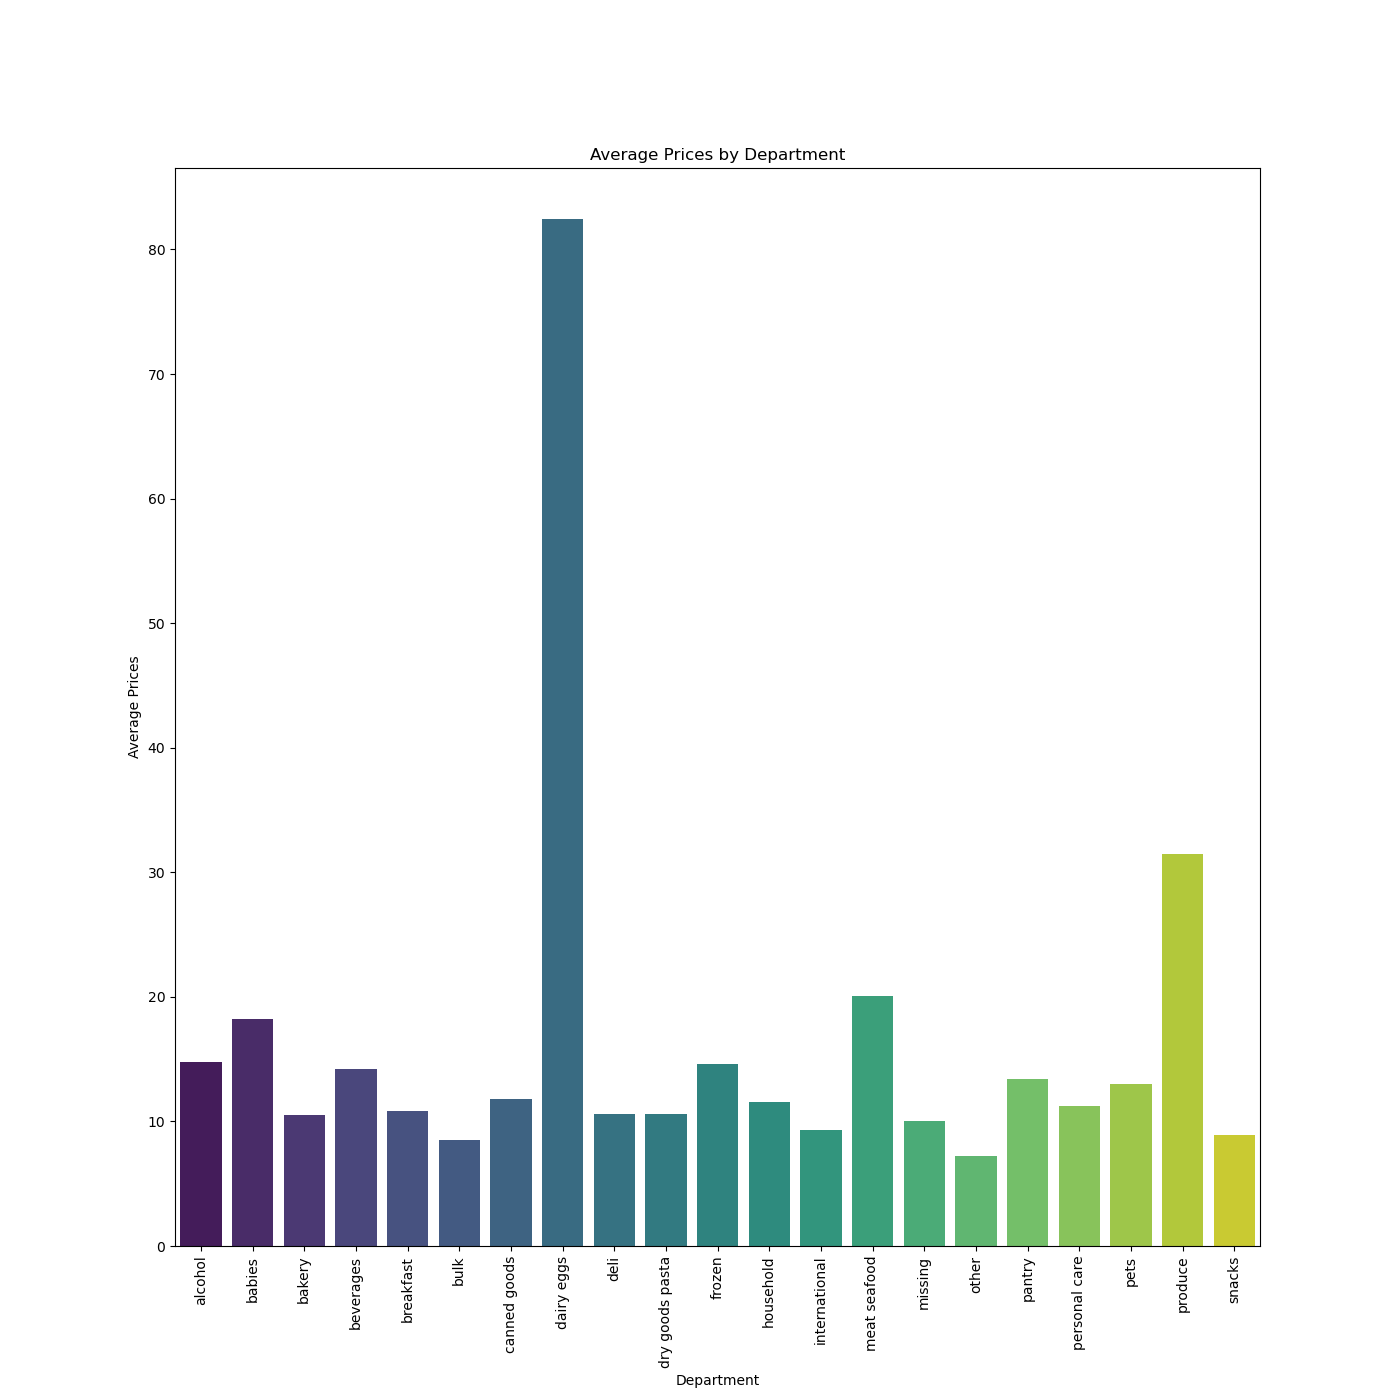 Average Prices by Department
Average Prices
80
70
60
50
40
30
20
10
0
alcohol
babies
bakery
beverages
breakfast
bulk
canned goods
dairy eggs
deli
dry goods pasta
frozen
household
international
meat seafood
missing
other
pantry
personal care
pets
produce
snacks
Department